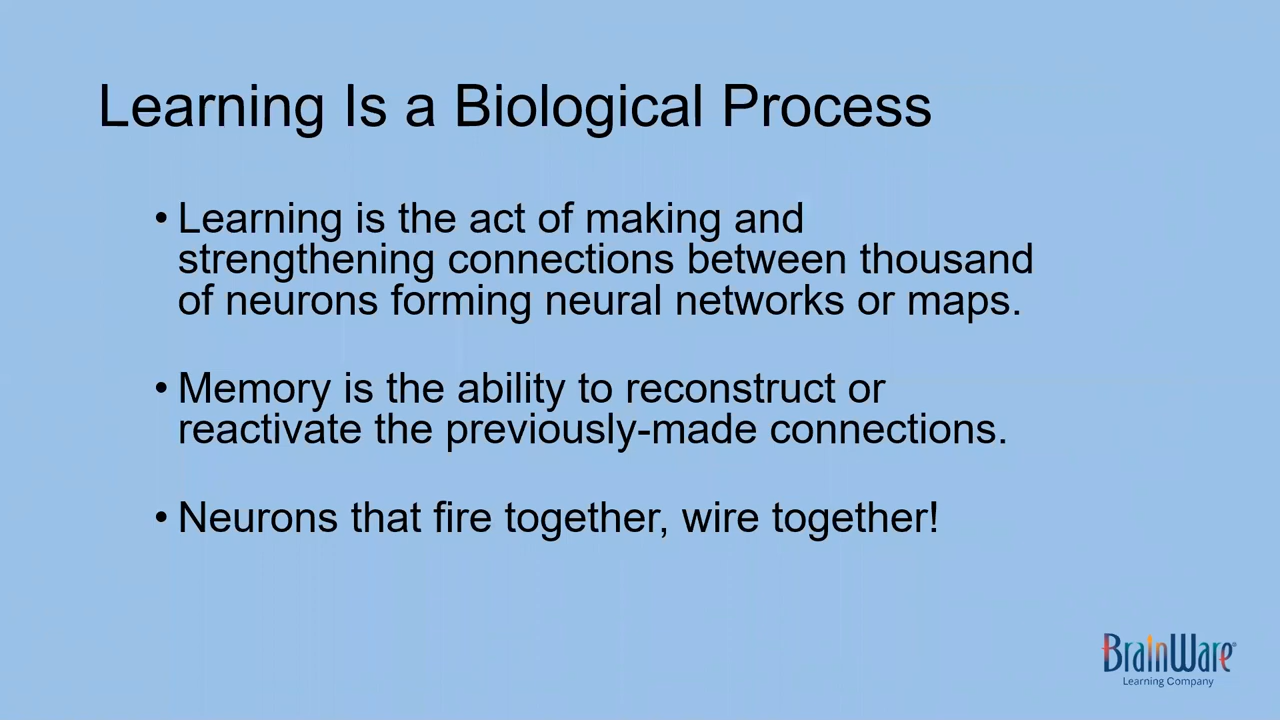 Learning Is a Biological Process
• Learning is the act of making and
strengthening connections between thousand
of neurons forming neural networks or maps.
• Memory is the ability to reconstruct or
reactivate the previously-made connections.
• Neurons that fire together, wire together!
BrainWare®
Learning Company